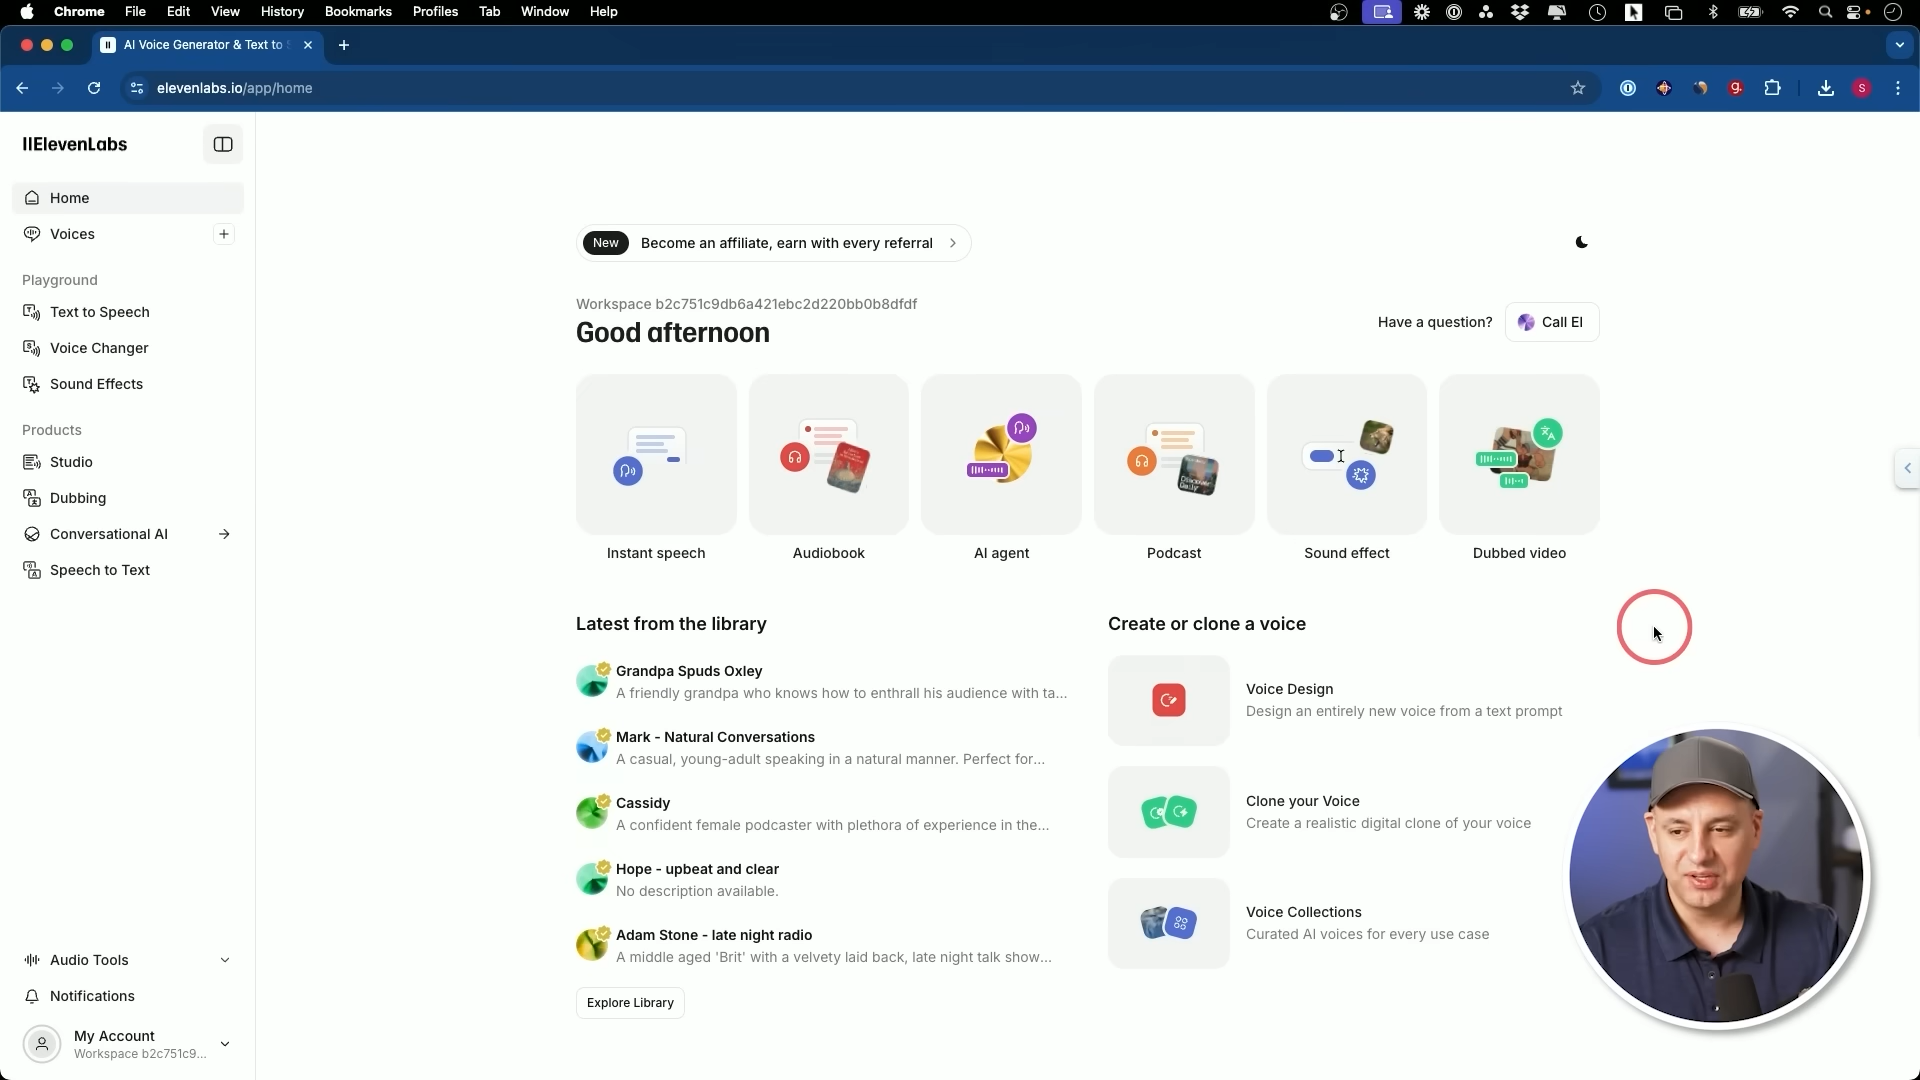 Chrome
File
Edit
View
History
Bookmarks
Profiles
Tab
Window
Help
AI Voice Generator & Text to
elevenlabs.io/app/home
S
IIElevenLabs
Home
Voices
Playground
Text to Speech
Voice Changer
Sound Effects
Products
Studio
Dubbing
Conversational AI
Speech to Text
Audio Tools
Notifications
My Account
Workspace b2c751c9...
New
Become an affiliate, earn with every referral
Workspace b2c751c9db6a421ebc2d220bb0b8dfdf
Good afternoon
Have a question?
Call El
Discover Daily
Instant speech
Audiobook
AI agent
Podcast
Sound effect
Dubbed video
Latest from the library
Grandpa Spuds Oxley
A friendly grandpa who knows how to enthrall his audience with ta...
Mark - Natural Conversations
A casual, young-adult speaking in a natural manner. Perfect for...
Cassidy
A confident female podcaster with plethora of experience in the...
Hope - upbeat and clear
No description available.
Adam Stone - late night radio
A middle aged 'Brit' with a velvety laid back, late night talk show...
Explore Library
Create or clone a voice
Voice Design
Design an entirely new voice from a text prompt
Clone your Voice
Create a realistic digital clone of your voice
Voice Collections
Curated AI voices for every use case